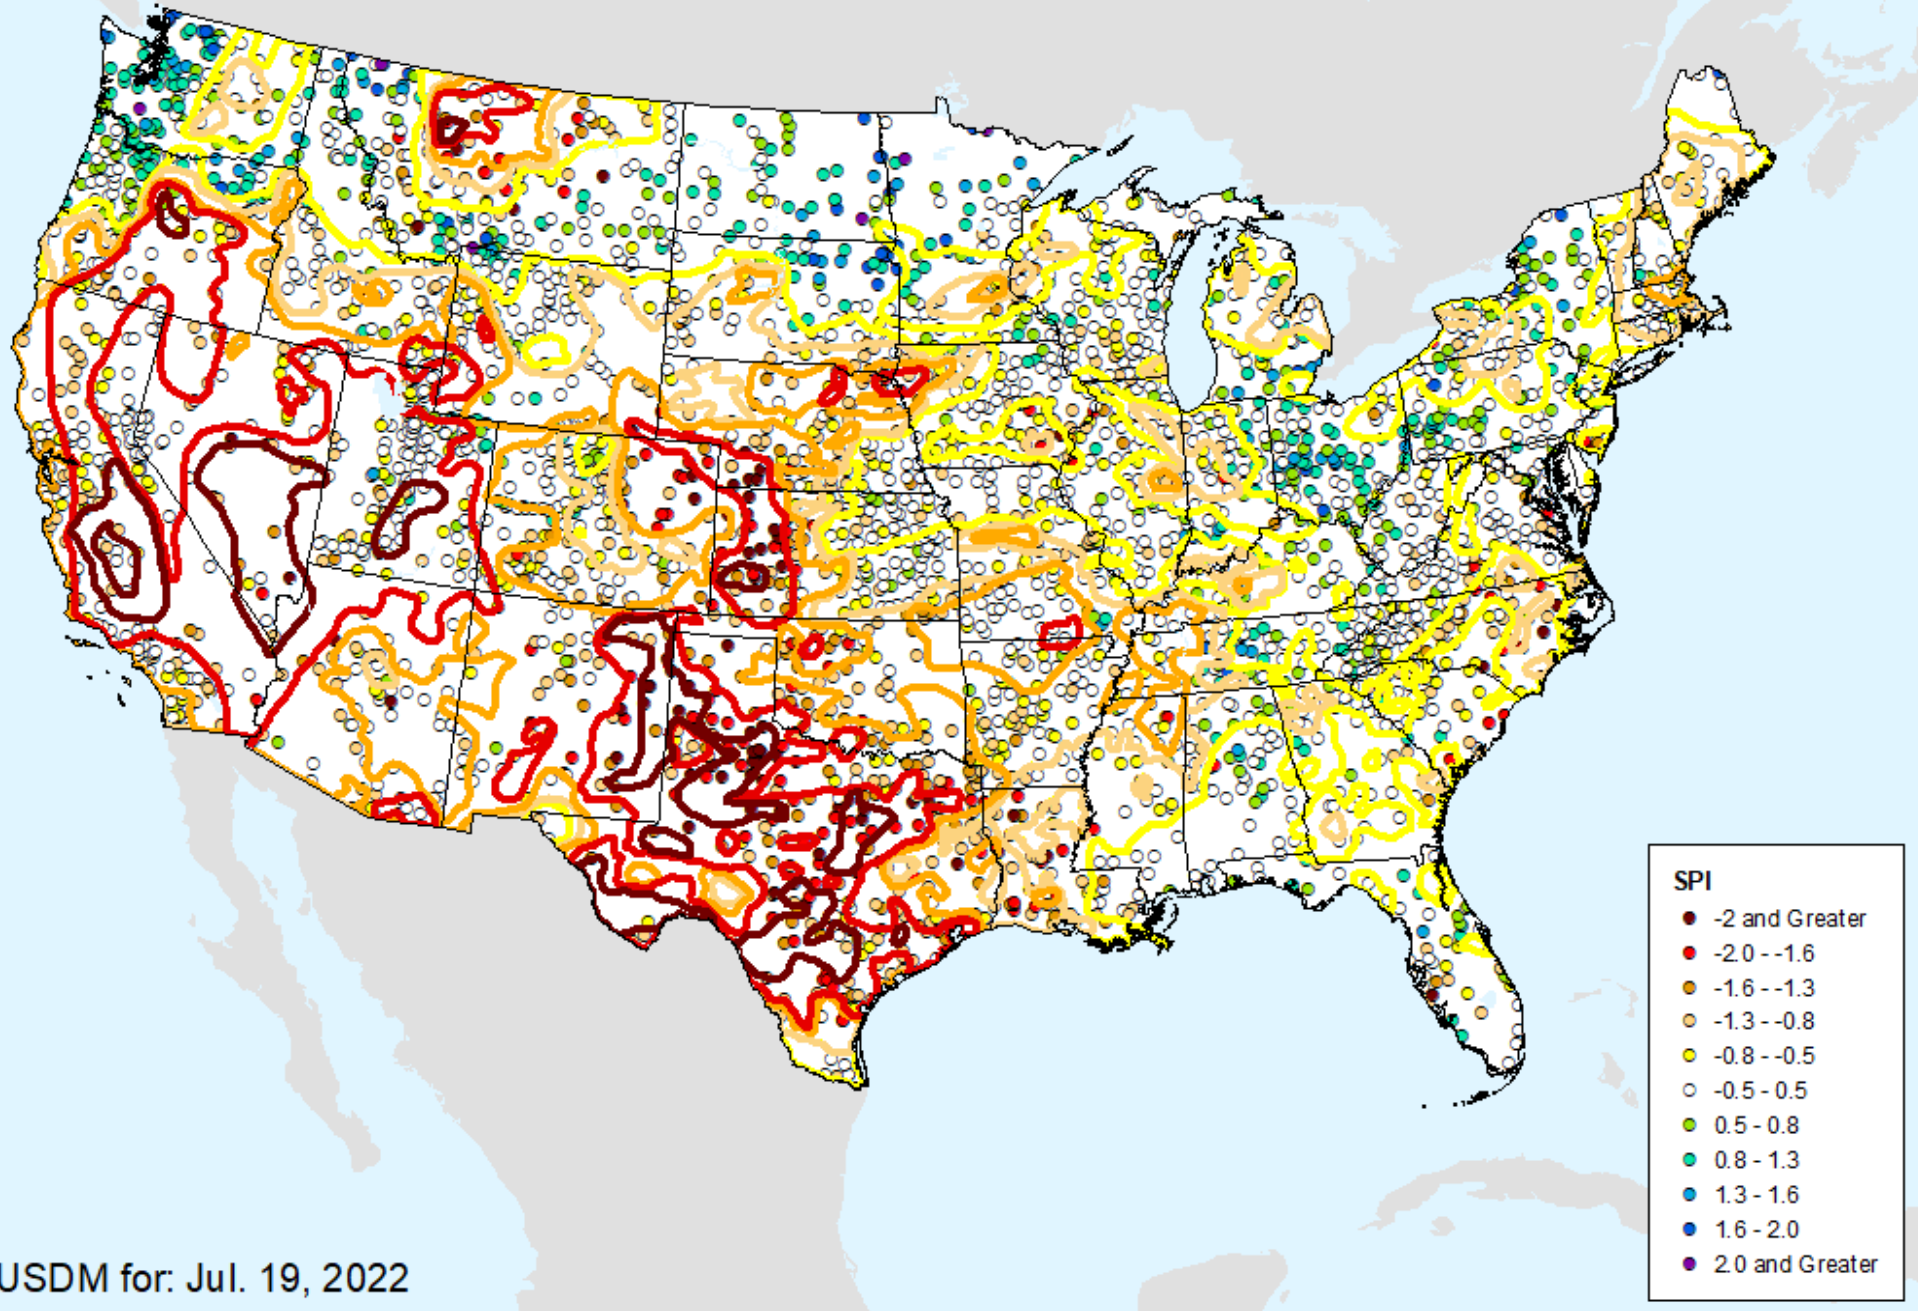 SPI
-2 and Greater
-2.0 - -1.6
-1.6 - -1.3
-1.3 - -0.8
-0.8 - -0.5
-0.5 - 0.5
0.5 - 0.8
0.8 - 1.3
1.3 - 1.6
1.6 - 2.0
2.0 and Greater
USDM for: Jul. 19, 2022